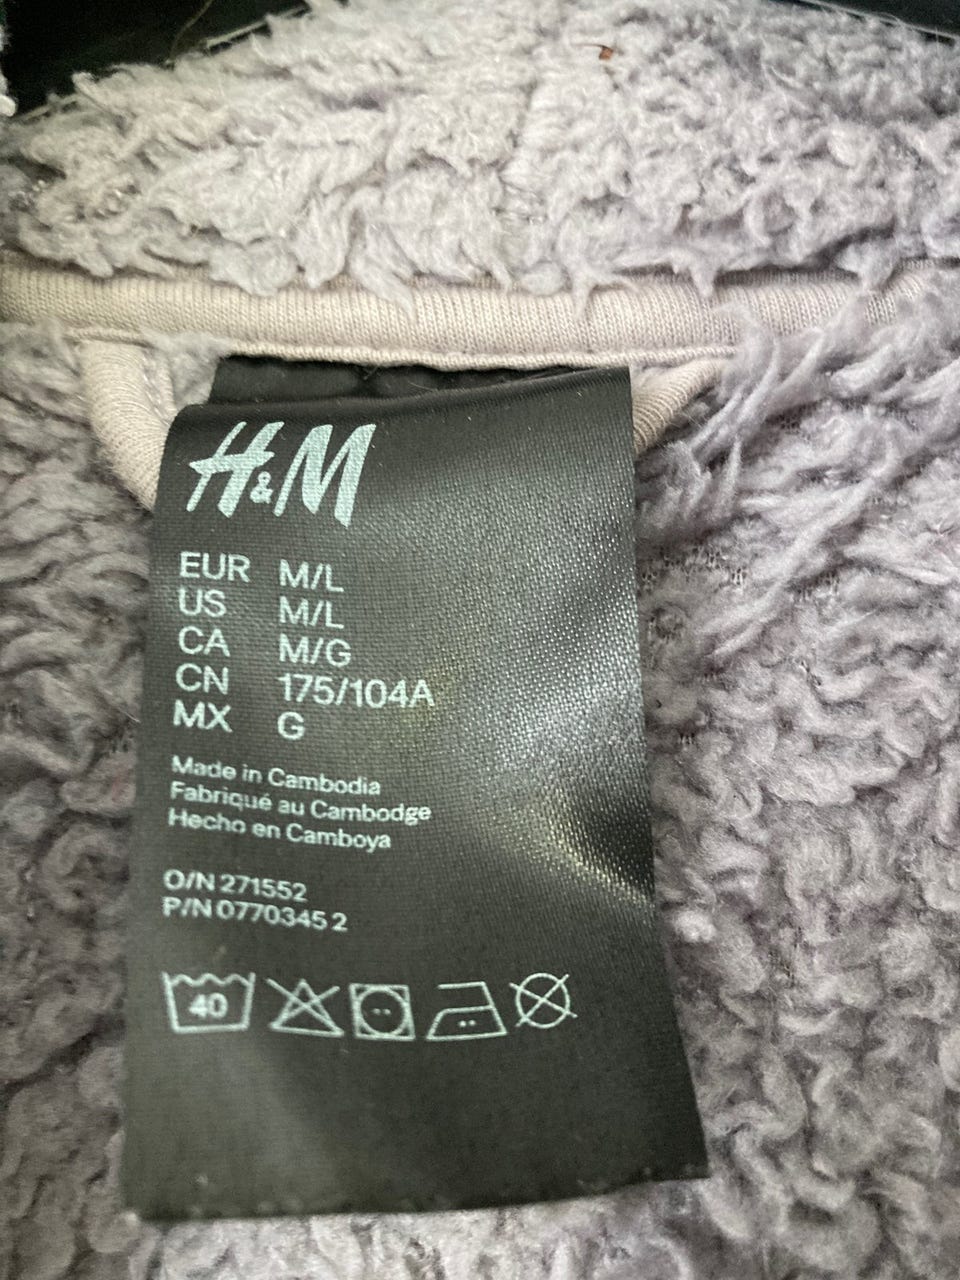 H&M
EUR M/L
US M/L
CA M/G
CN 175/104A
MX G
Made in Cambodia
Fabriqué au Cambodge
Hecho en Camboya
O/N 271552
P/N 0770345 2
40